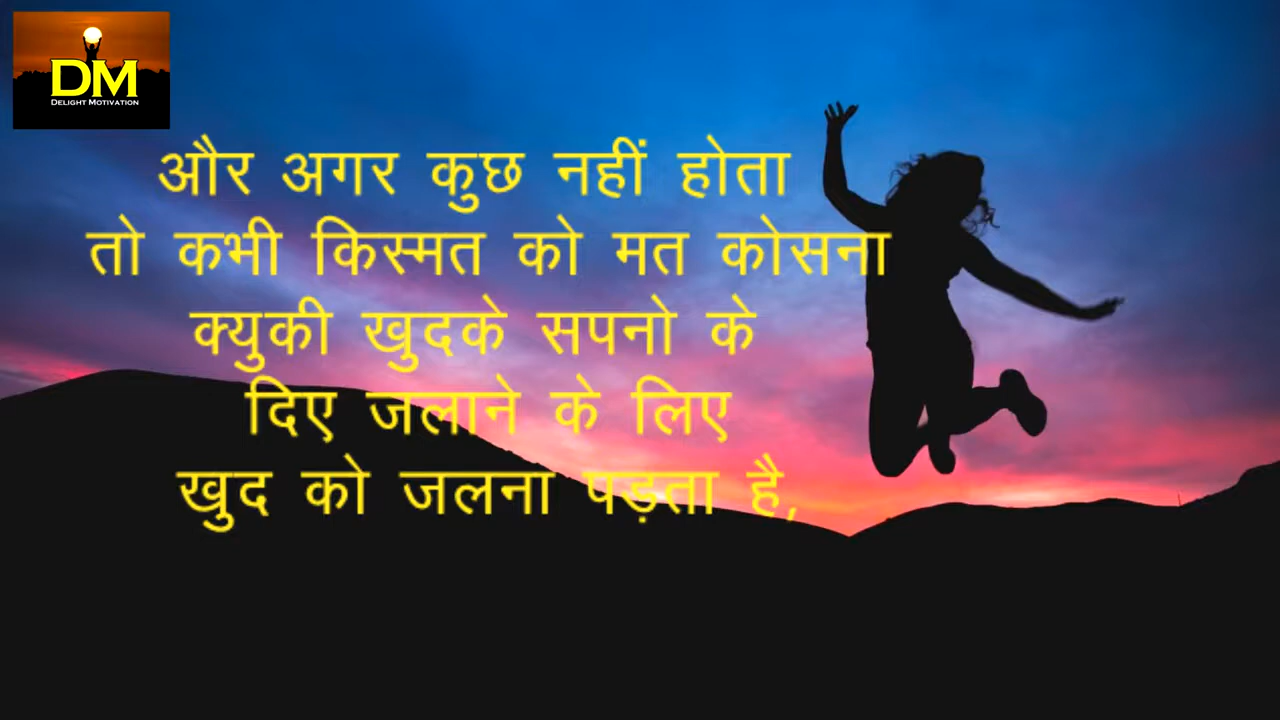 DM
DELIGHT MOTIVATION
और अगर कुछ नहीं होता
तो कभी किस्मत को मत कोसना
क्युकी खुदके सपनो के
दिए जलाने के लिए
खुद को जलना पड़ता है,